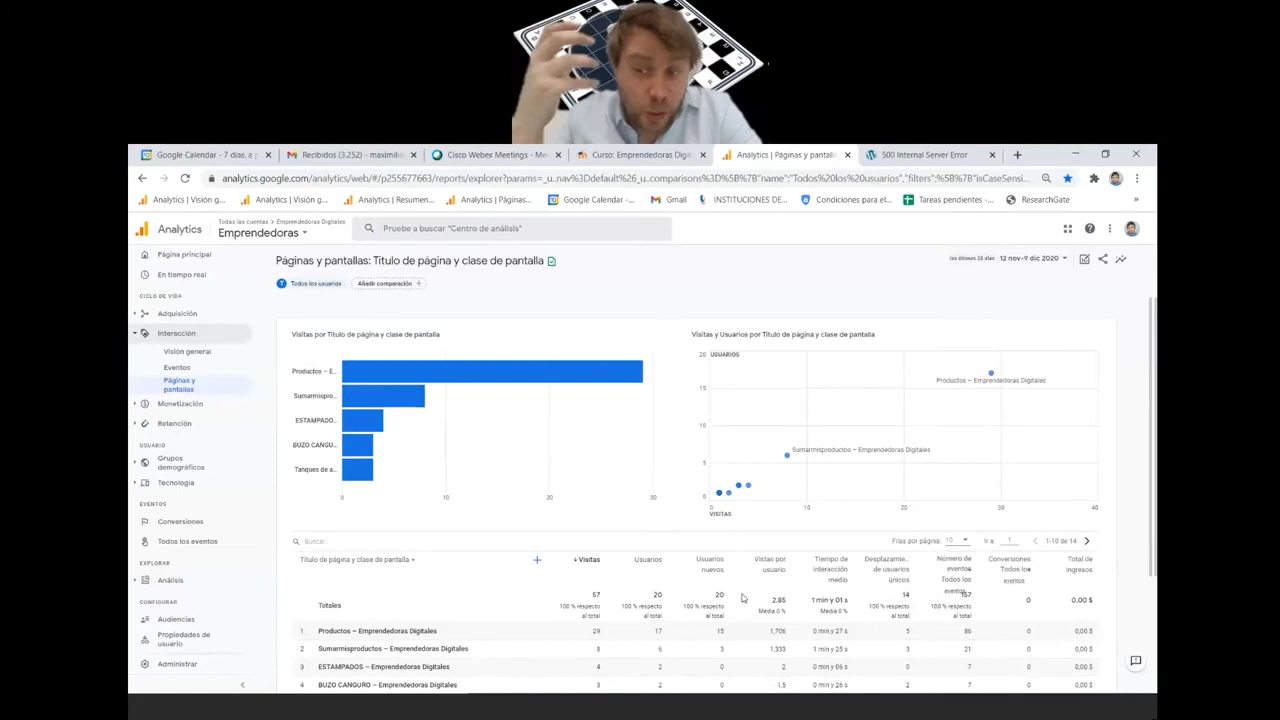 Google Calendar - 7 días, a p
Recibidos (3.252) - maximilia
Cisco Webex Meetings - Me
Curso: Emprendedoras Digit
Analytics | Páginas y pantalla
500 Internal Server Error
analytics.google.com/analytics/web/#/p255677663/reports/explorer?params=_u..nav%3Ddefault%26_u..comparisons%3D%5B%7B"name":"Todos%20los%20usuarios","filters":%5B%7B"isCaseSensi...
Analytics | Visión g...
Analytics | Visión g...
Analytics | Resumen...
Analytics | Páginas...
Google Calendar -...
Gmail
INSTITUCIONES DE...
Condiciones para el...
Tareas pendientes -...
ResearchGate
Analytics
Todas las cuentas > Emprendedoras Digitales
Emprendedoras
Pruebe a buscar "Centro de análisis"
Página principal
En tiempo real
CICLO DE VIDA
Adquisición
Interacción
Visión general
Eventos
Páginas y
pantallas
Monetización
Retención
USUARIO
Grupos
demográficos
Tecnología
EVENTOS
Conversiones
Todos los eventos
EXPLORAR
Análisis
CONFIGURAR
Audiencias
Propiedades de
usuario
Administrar
Páginas y pantallas: Título de página y clase de pantalla
los últimos 28 días 12 nov-9 dic 2020
T Todos los usuarios
Añadir comparación +
Visitas por Título de página y clase de pantalla
Productos – E...
Sumarmispro...
ESTAMPADO...
BUZO CANGU...
Tanques de a...
0 10 20 30
Visitas y Usuarios por Título de página y clase de pantalla
USUARIOS
20
15
10
5
0
Productos – Emprendedoras Digitales
Sumarmisproductos – Emprendedoras Digitales
0 10 20 30 40
VISITAS
Buscar...
Filas por página: 10
Ir a: 1
1-10 de 14
Título de página y clase de pantalla
Visitas
Usuarios
Usuarios
nuevos
Vistas por
usuario
Tiempo de
interacción
medio
Desplazamie...
de usuarios
únicos
Número de
eventos
Todos los
eventos
Conversiones
Todos los
eventos
Total de
ingresos
Totales
57 20 20 2,85 1 min y 01 s 14 157 0 0,00 $
100 % respecto
al total
100 % respecto
al total
100 % respecto
al total
Media 0 %
Media 0 %
100 % respecto
al total
100 % respecto
al total
1 Productos – Emprendedoras Digitales 29 17 15 1,706 0 min y 27 s 5 86 0 0,00 $
2 Sumarmisproductos – Emprendedoras Digitales 8 6 3 1,333 1 min y 25 s 3 21 0 0,00 $
3 ESTAMPADOS – Emprendedoras Digitales 4 2 0 2 0 min y 06 s 0 7 0 0,00 $
4 BUZO CANGURO – Emprendedoras Digitales 3 2 0 1,5 0 min y 26 s 2 7 0 0,00 $